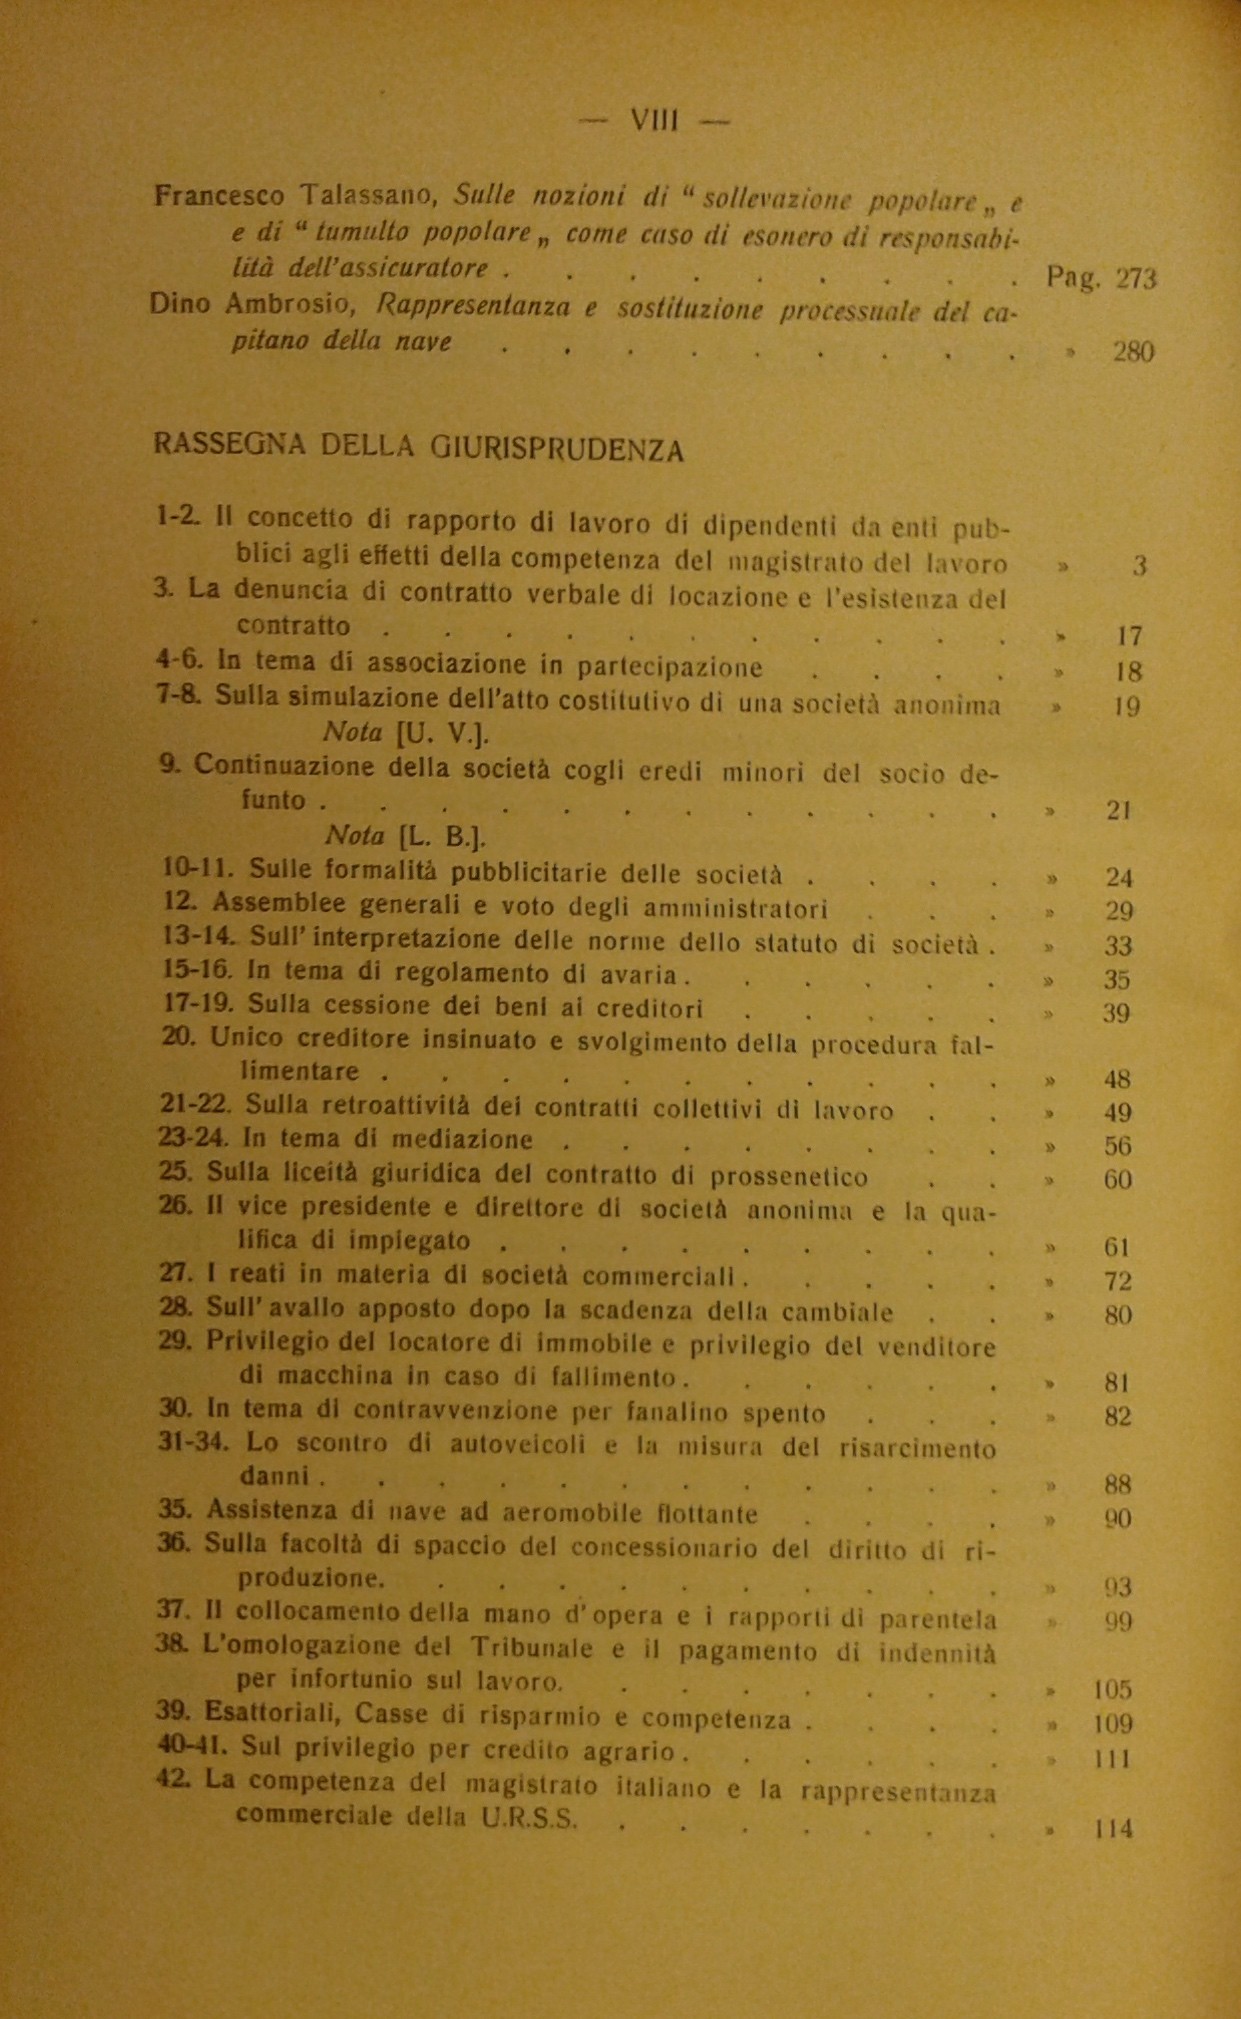 — VIII —
Francesco Talassano, Sulle nozioni di “ sollevazione popolare „ e
e di “ tumulto popolare „ come caso di esonero di responsabi-
lità dell'assicuratore . . . . . . . . . Pag. 273
Dino Ambrosio, Rappresentanza e sostituzione processuale del ca-
pitano della nave . . . . . . . . . » 280
RASSEGNA DELLA GIURISPRUDENZA
1-2. Il concetto di rapporto di lavoro di dipendenti da enti pub-
blici agli effetti della competenza del magistrato del lavoro » 3
3. La denuncia di contratto verbale di locazione e l'esistenza del
contratto . . . . . . . . . . . » 17
4-6. In tema di associazione in partecipazione . . . . » 18
7-8. Sulla simulazione dell'atto costitutivo di una società anonima » 19
Nota [U. V.].
9. Continuazione della società cogli eredi minori del socio de-
funto . . . . . . . . . . . . » 21
Nota [L. B.].
10-11. Sulle formalità pubblicitarie delle società . . . . » 24
12. Assemblee generali e voto degli amministratori . . . » 29
13-14. Sull' interpretazione delle norme dello statuto di società . » 33
15-16. In tema di regolamento di avaria . . . . . . » 35
17-19. Sulla cessione dei beni ai creditori . . . . . » 39
20. Unico creditore insinuato e svolgimento della procedura fal-
limentare . . . . . . . . . . . » 48
21-22. Sulla retroattività dei contratti collettivi di lavoro . . » 49
23-24. In tema di mediazione . . . . . . . . » 56
25. Sulla liceità giuridica del contratto di prossenetico . . » 60
26. Il vice presidente e direttore di società anonima e la qua-
lifica di impiegato . . . . . . . . . » 61
27. I reati in materia di società commerciali . . . . . » 72
28. Sull' avallo apposto dopo la scadenza della cambiale . . » 80
29. Privilegio del locatore di immobile e privilegio del venditore
di macchina in caso di fallimento . . . . . . » 81
30. In tema di contravvenzione per fanalino spento . . . » 82
31-34. Lo scontro di autoveicoli e la misura del risarcimento
danni . . . . . . . . . . . . » 88
35. Assistenza di nave ad aeromobile flottante . . . . » 90
36. Sulla facoltà di spaccio del concessionario del diritto di ri-
produzione. . . . . . . . . . . » 93
37. Il collocamento della mano d'opera e i rapporti di parentela » 99
38. L'omologazione del Tribunale e il pagamento di indennità
per infortunio sul lavoro. . . . . . . . » 105
39. Esattoriali, Casse di risparmio e competenza . . . . » 109
40-41. Sul privilegio per credito agrario . . . . . . » 111
42. La competenza del magistrato italiano e la rappresentanza
commerciale della U.R.S.S. . . . . . . . » 114